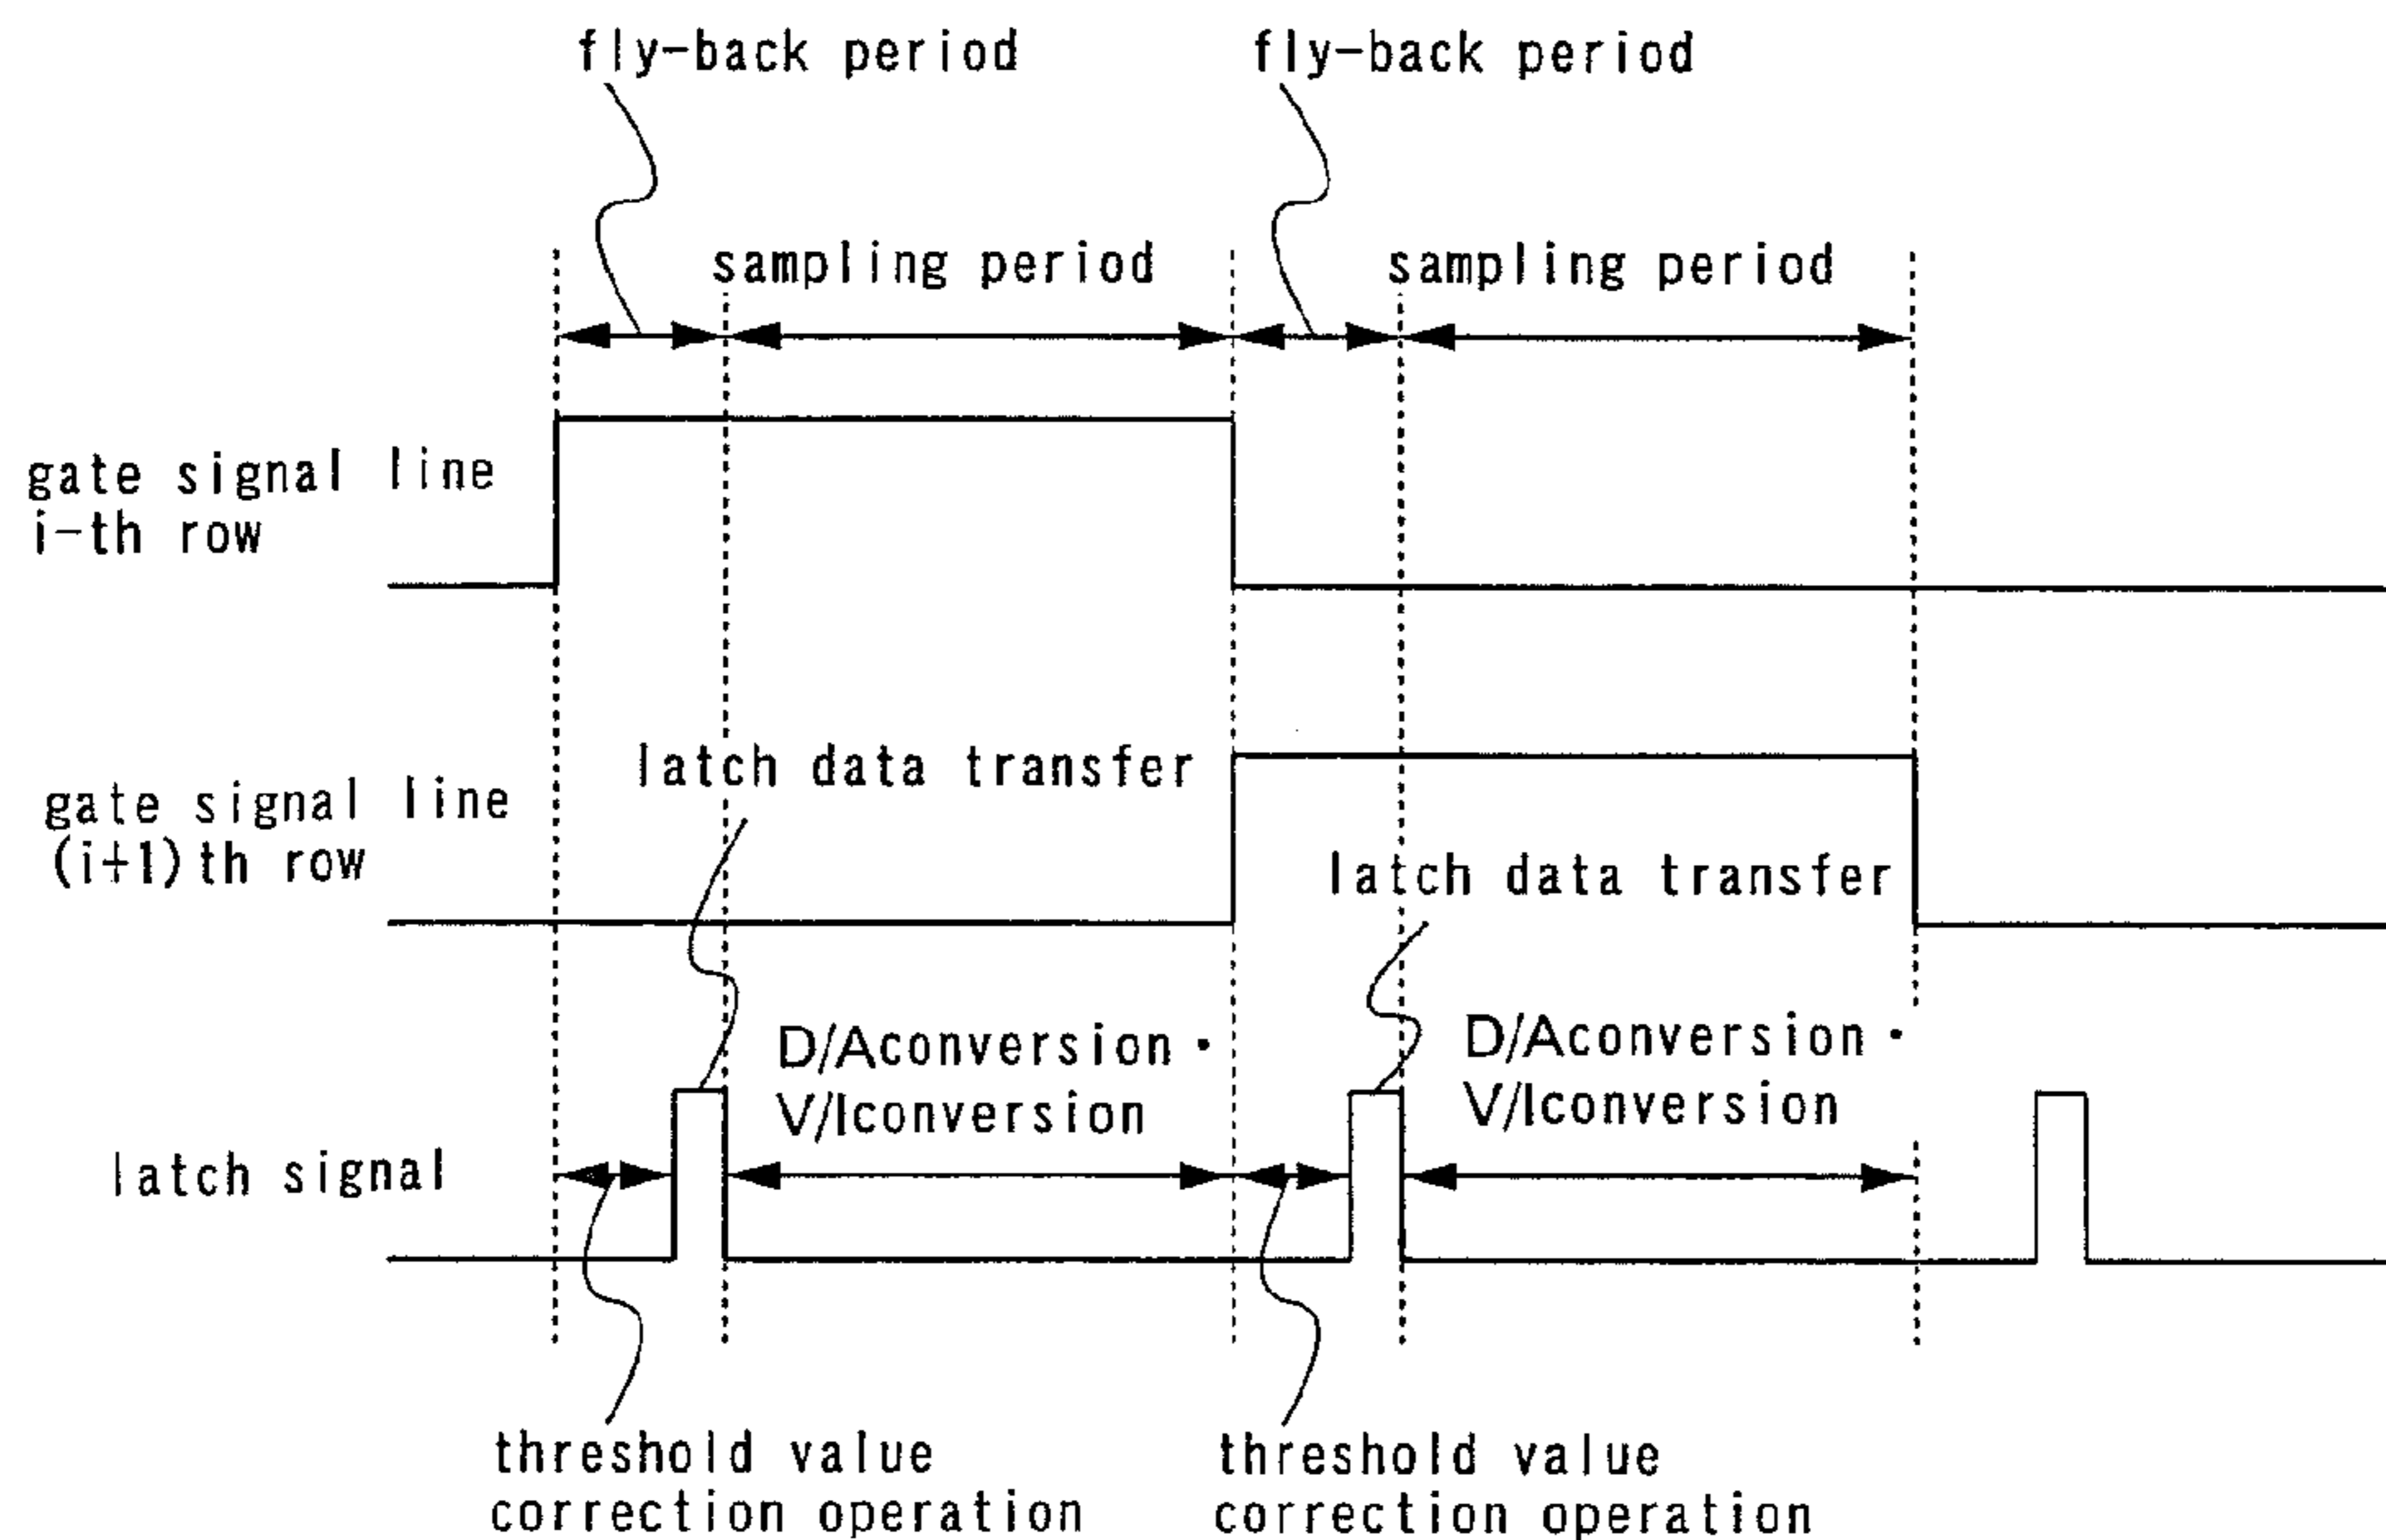 fly-back period
fly-back period
sampling period
sampling period
gate signal line
i-th row
latch data transfer
gate signal line
(i+1)th row
latch data transfer
D/Aconversion・
V/Iconversion
D/Aconversion・
V/Iconversion
latch signal
threshold value
correction operation
threshold value
correction operation